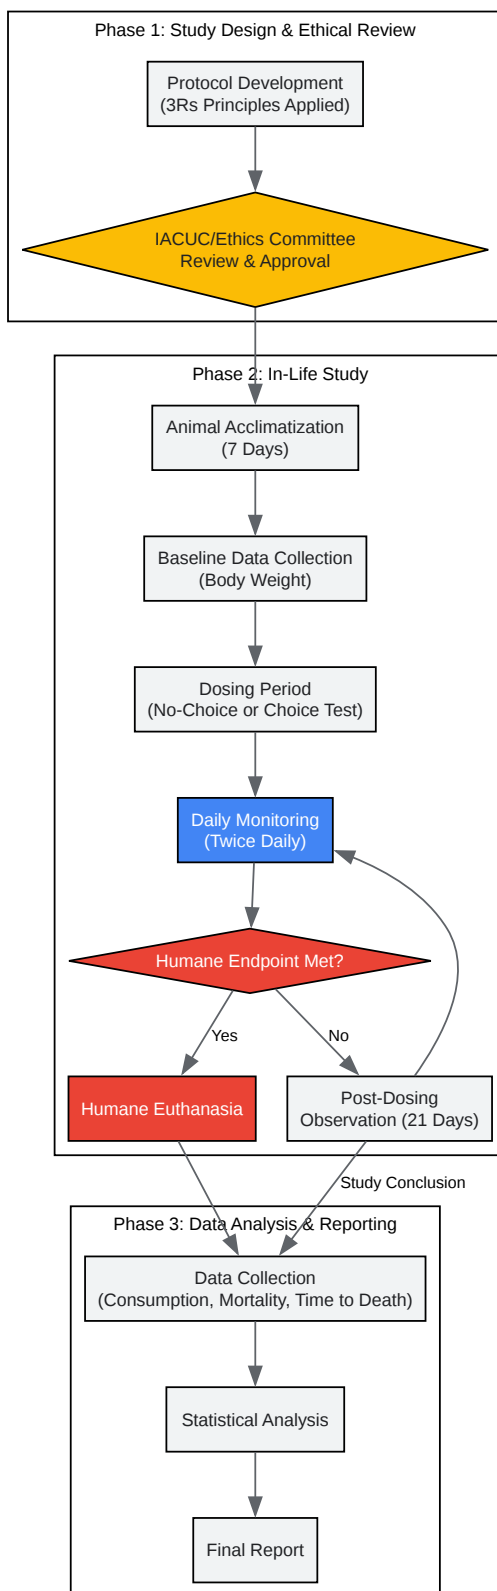 Phase 1: Study Design & Ethical Review
Protocol Development
(3Rs Principles Applied)
IACUC/Ethics Committee
Review & Approval
Phase 2: In-Life Study
Animal Acclimatization
(7 Days)
Baseline Data Collection
(Body Weight)
Dosing Period
(No-Choice or Choice Test)
Daily Monitoring
(Twice Daily)
Humane Endpoint Met?
Yes
No
Humane Euthanasia
Post-Dosing
Observation (21 Days)
Study Conclusion
Phase 3: Data Analysis & Reporting
Data Collection
(Consumption, Mortality, Time to Death)
Statistical Analysis
Final Report